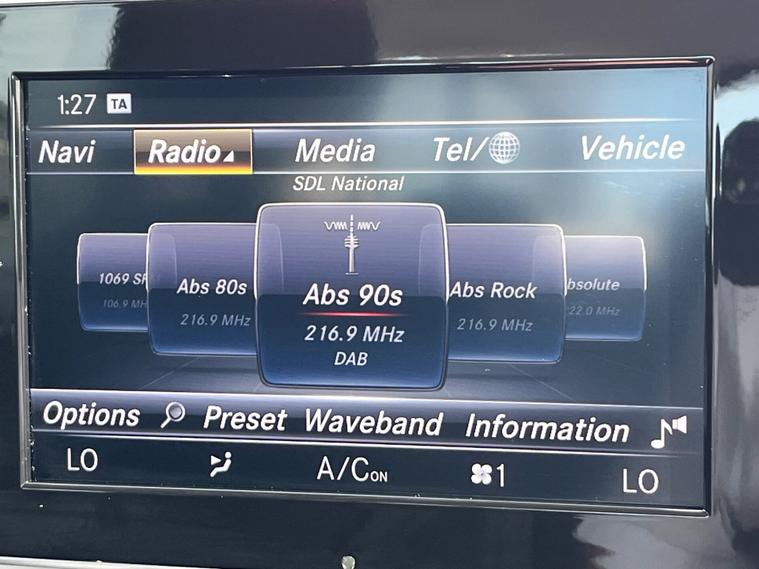 1:27 TA
Navi Radio Media Tel/ Vehicle
SDL National
1069 SF Abs 80s Abs 90s Abs Rock bsolute
106.9 MH 216.9 MHz 216.9 MHz 216.9 MHz 22.0 MHz
DAB
Options Preset Waveband Information
LO A/C ON 1 LO